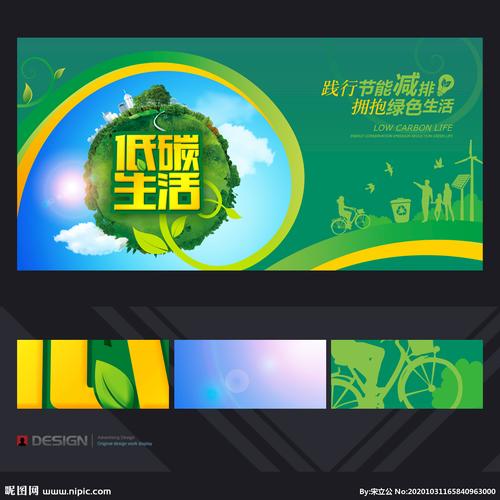 低碳
生活
践行节能减排
拥抱绿色生活
LOW CARBON LIFE
ENERGY CONSERVATION EMISSION REDUCTION GREEN LIFE
DESIGN
Advertising Design
Original design work display
昵图网
www.nipic.com
BY:宋立公 No:20201031165840963000